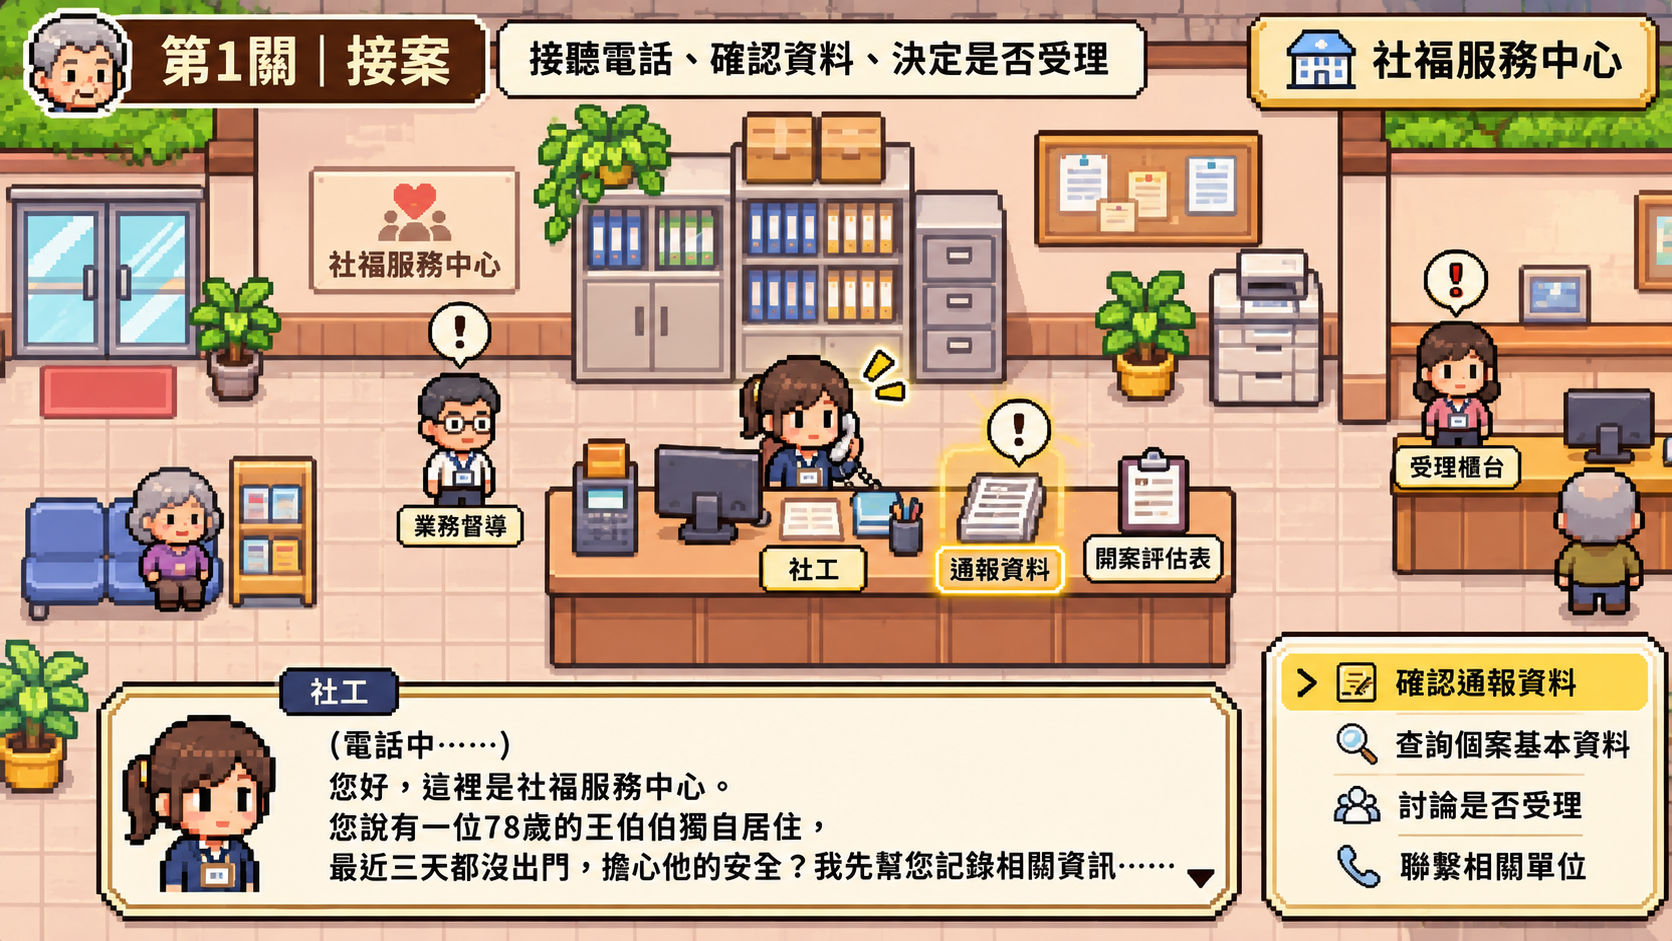 第1關｜接案
接聽電話、確認資料、決定是否受理
社福服務中心
社福服務中心
業務督導
社工
通報資料
開案評估表
受理櫃台
社工
(電話中……)
您好，這裡是社福服務中心。
您說有一位78歲的王伯伯獨自居住，
最近三天都沒出門，擔心他的安全？我先幫您記錄相關資訊……
確認通報資料
查詢個案基本資料
討論是否受理
聯繫相關單位